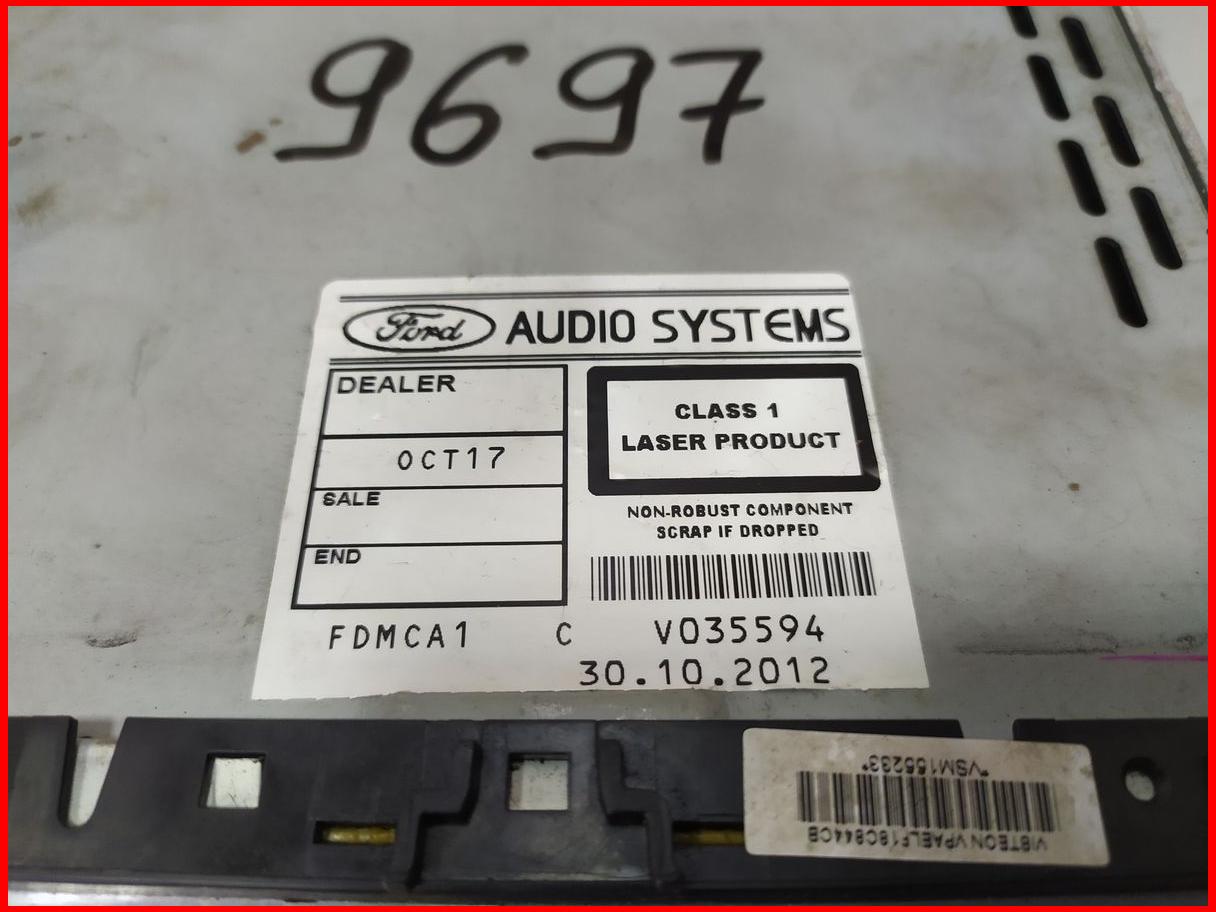 9697
Ford AUDIO SYSTEMS
DEALER
OCT17
SALE
END
CLASS 1
LASER PRODUCT
NON-ROBUST COMPONENT
SCRAP IF DROPPED
FDMCA1 C V035594
30.10.2012
VISTEON VPAELF18C844CB
*VSM155233*